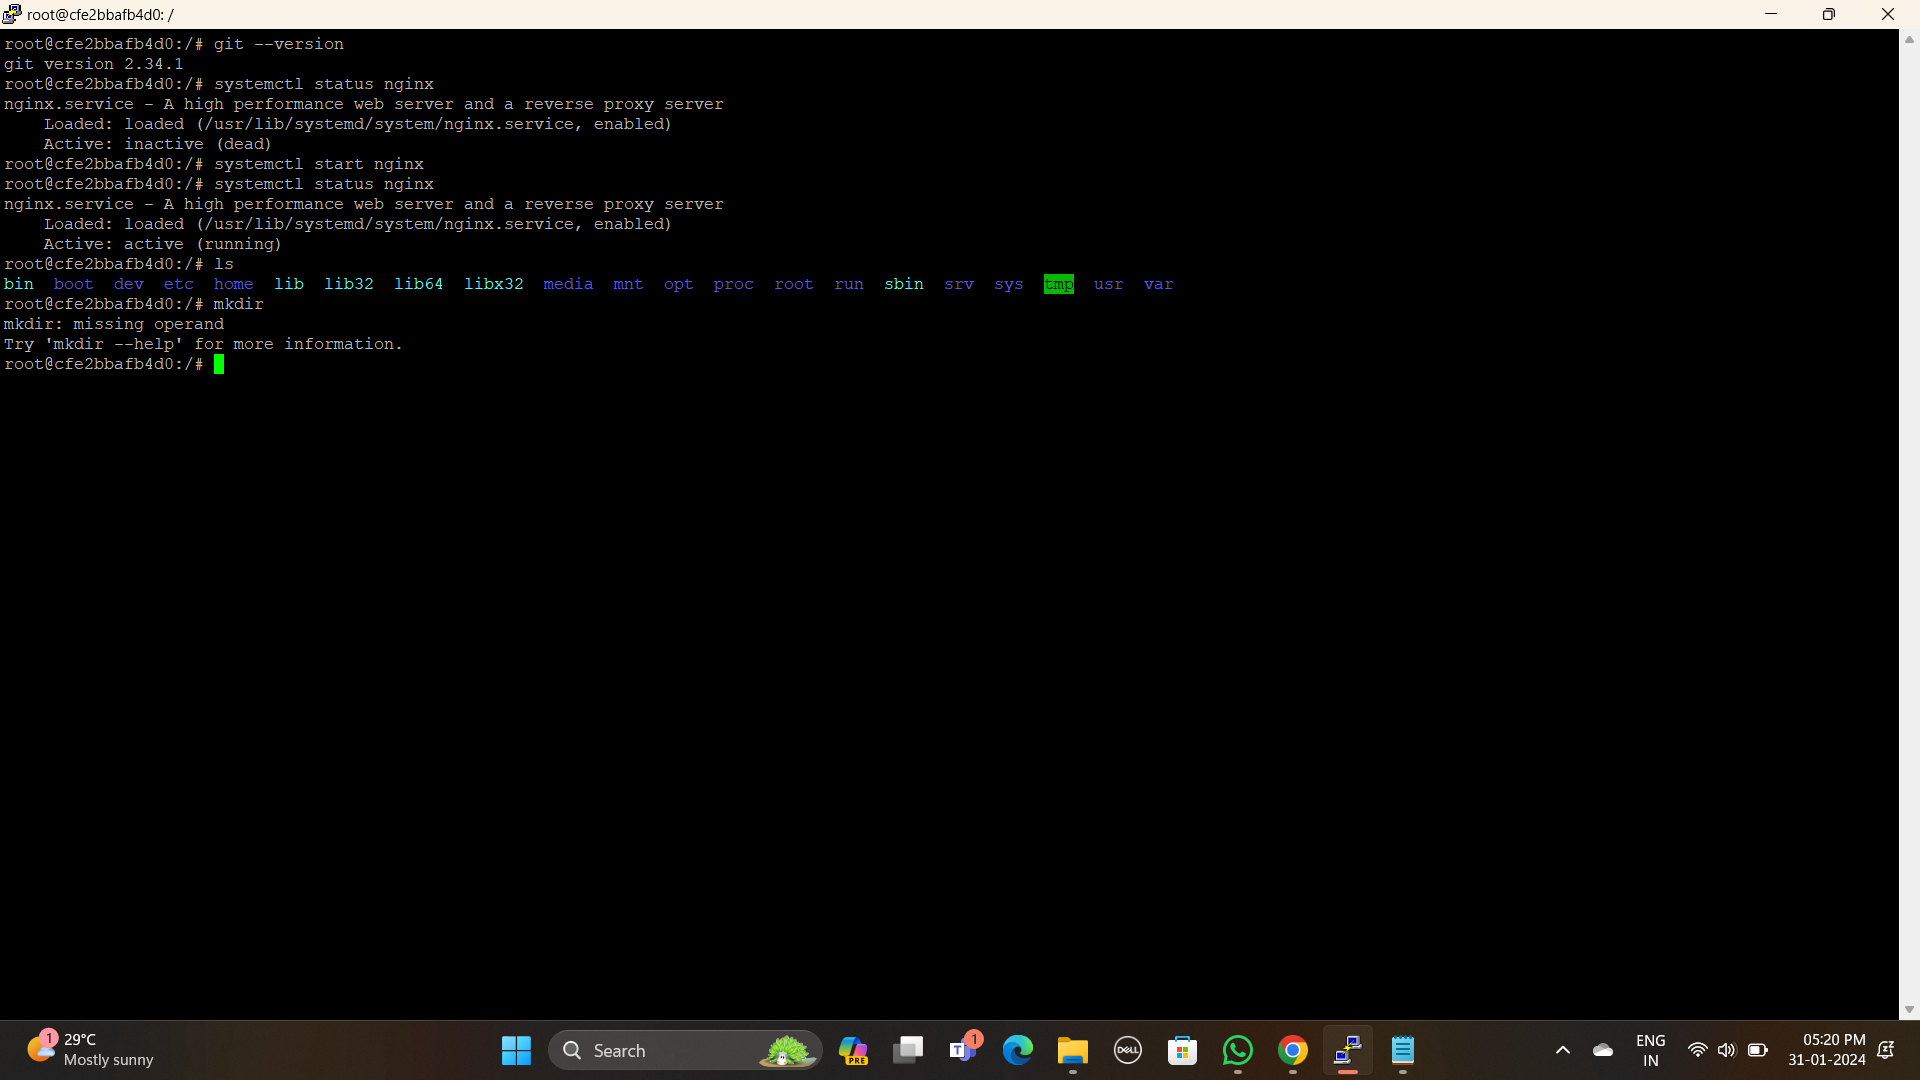 root@cfe2bbafb4d0: /
root@cfe2bbafb4d0:/# git --version
git version 2.34.1
root@cfe2bbafb4d0:/# systemctl status nginx
nginx.service - A high performance web server and a reverse proxy server
    Loaded: loaded (/usr/lib/systemd/system/nginx.service, enabled)
    Active: inactive (dead)
root@cfe2bbafb4d0:/# systemctl start nginx
root@cfe2bbafb4d0:/# systemctl status nginx
nginx.service - A high performance web server and a reverse proxy server
    Loaded: loaded (/usr/lib/systemd/system/nginx.service, enabled)
    Active: active (running)
root@cfe2bbafb4d0:/# ls
bin  boot  dev  etc  home  lib  lib32  lib64  libx32  media  mnt  opt  proc  root  run  sbin  srv  sys  tmp  usr  var
root@cfe2bbafb4d0:/# mkdir
mkdir: missing operand
Try 'mkdir --help' for more information.
root@cfe2bbafb4d0:/#
1 29°C
Mostly sunny
Search
PRE
T 1
DELL
ENG
IN
05:20 PM
31-01-2024